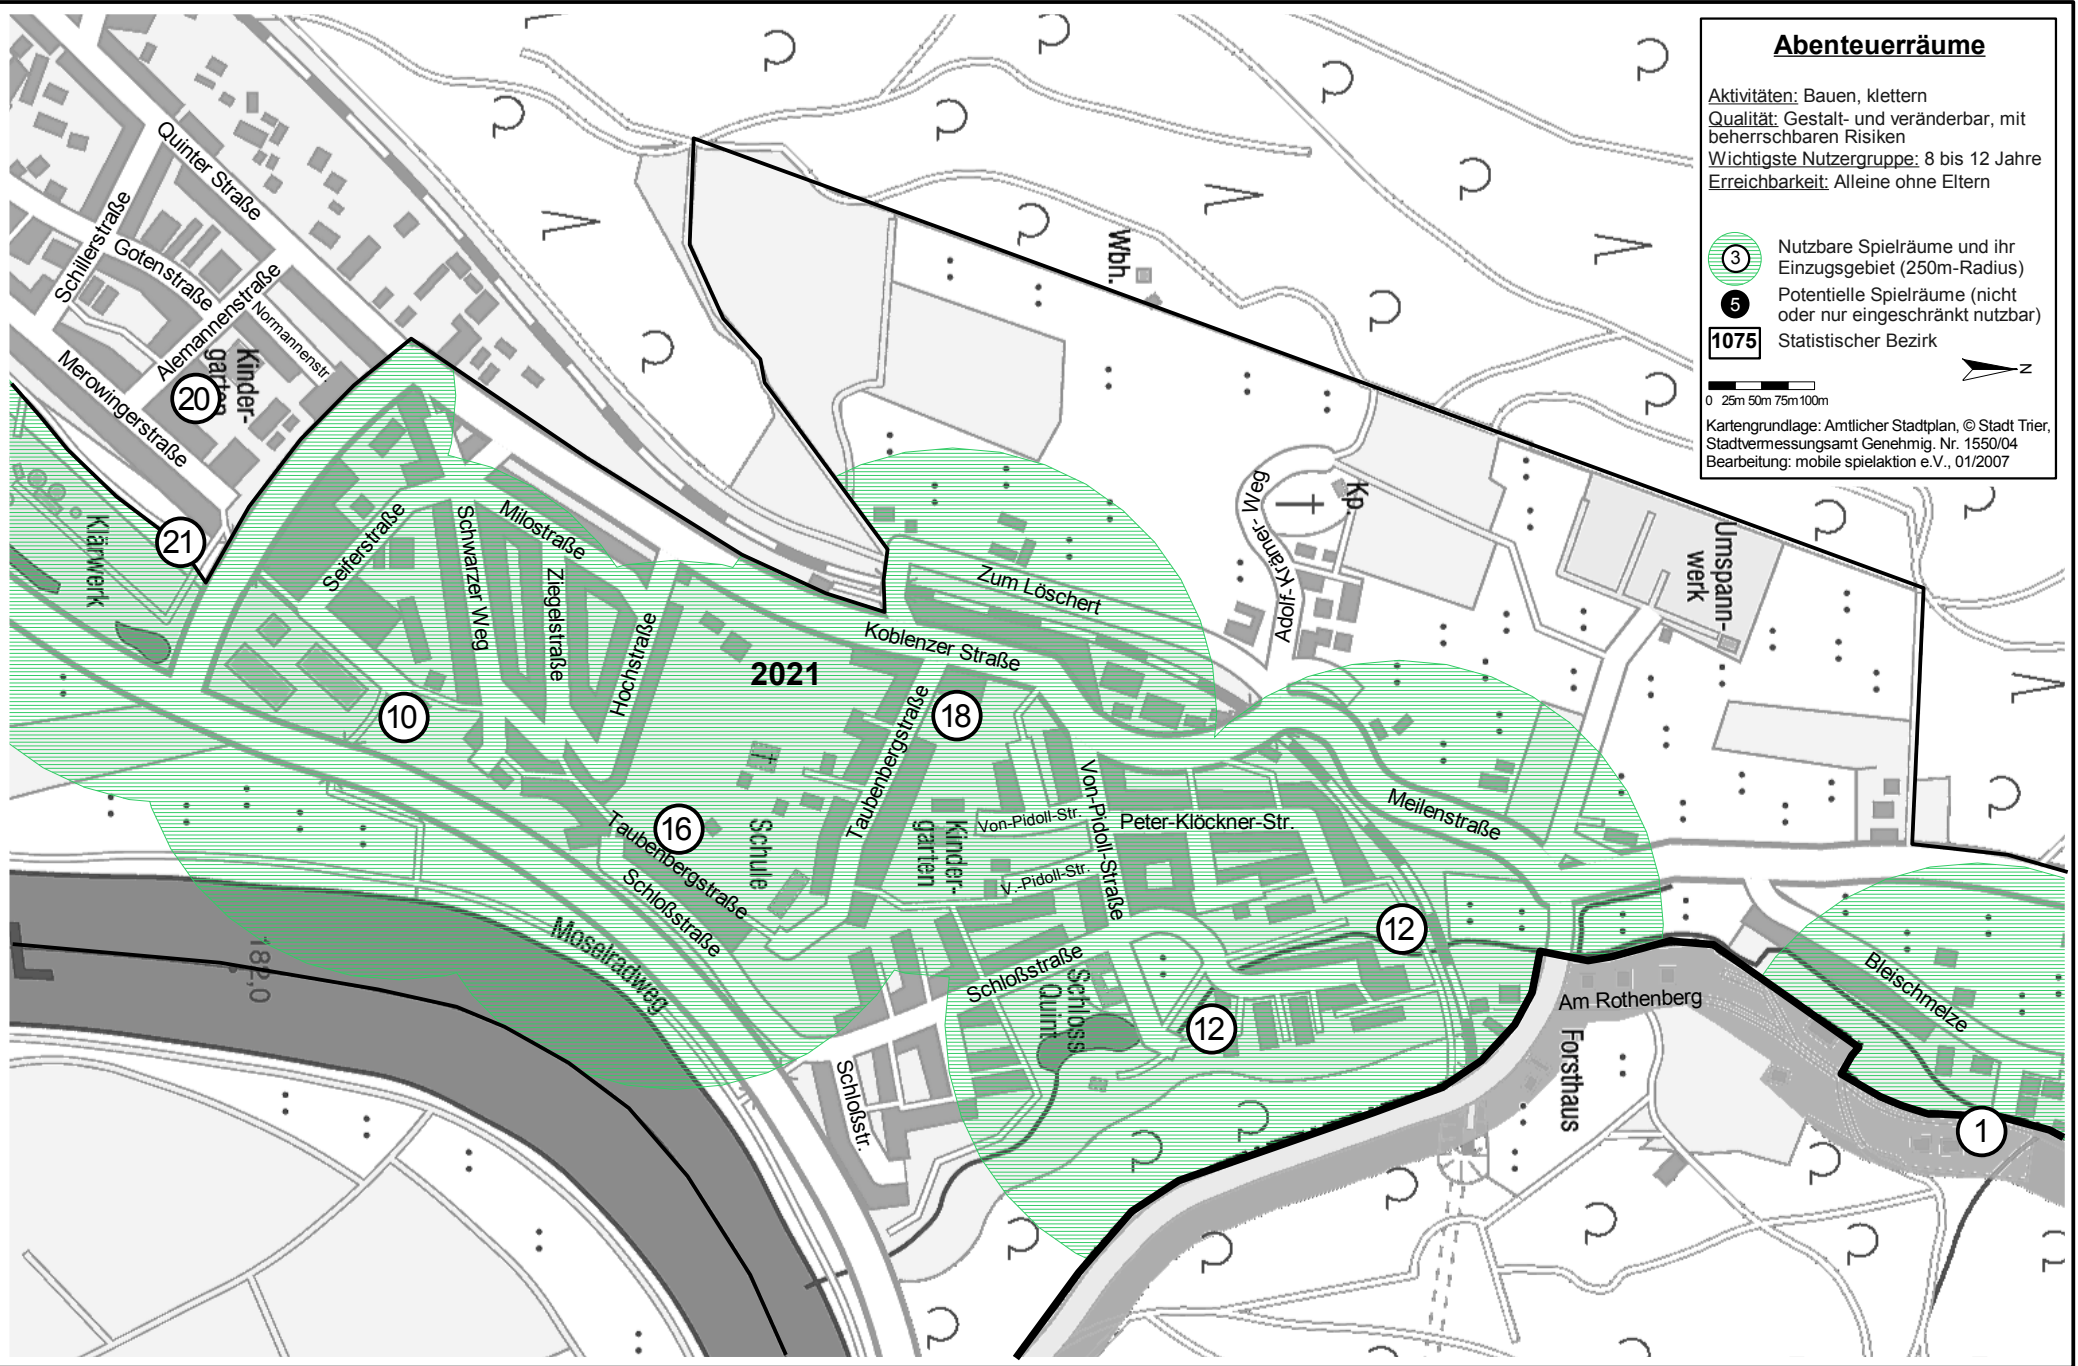 Abenteuerräume
Aktivitäten: Bauen, klettern
Qualität: Gestalt- und veränderbar, mit
beherrschbaren Risiken
Wichtigste Nutzergruppe: 8 bis 12 Jahre
Erreichbarkeit: Alleine ohne Eltern
3
Nutzbare Spielräume und ihr
Einzugsgebiet (250m-Radius)
5
Potentielle Spielräume (nicht
oder nur eingeschränkt nutzbar)
1075
Statistischer Bezirk
N
0 25m 50m 75m 100m
Kartengrundlage: Amtlicher Stadtplan, © Stadt Trier,
Stadtvermessungsamt Genehmig. Nr. 1550/04
Bearbeitung: mobile spielaktion e.V., 01/2007
Quinter Straße
Schillerstraße
Gotenstraße
Alemannenstraße
Normannenstr.
Merowingerstraße
Kinder-
garten
20
21
Klärwerk
Seiferstraße
Schwarzer Weg
Milostraße
Ziegelstraße
Hochstraße
10
2021
16
Schule
Taubenbergstraße
Schloßstraße
Moselradweg
182,0
Wbh.
Kp.
Adolf-Krämer-Weg
Umspann-
werk
Zum Löschert
Koblenzer Straße
18
Taubenbergstraße
Kinder-
garten
Von-Pidoll-Str.
V.-Pidoll-Str.
Von-Pidoll-Straße
Peter-Klöckner-Str.
Meilenstraße
12
12
Schloßstraße
Schloss
Quint
Schloßstr.
Am Rothenberg
Forsthaus
Bleischmelze
1